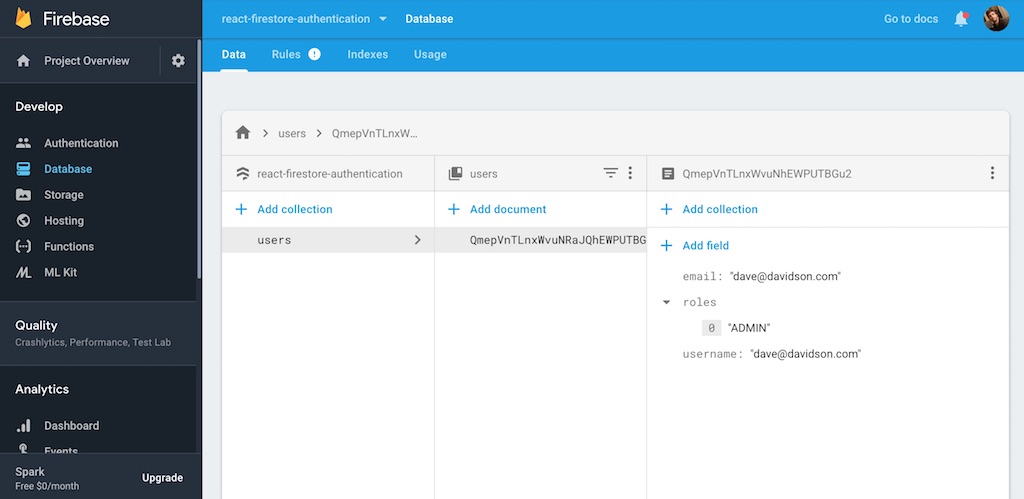 Firebase
Project Overview
Develop
Authentication
Database
Storage
Hosting
Functions
ML Kit
Quality
Crashlytics, Performance, Test Lab
Analytics
Dashboard
Events
Spark
Free $0/month
Upgrade
react-firestore-authentication
Database
Go to docs
Data
Rules
Indexes
Usage
users
QmepVnTLnxW...
react-firestore-authentication
Add collection
users
users
Add document
QmepVnTLnxWvuNRaJQhEWPUTBG
QmepVnTLnxWvuNhEWPUTBGu2
Add collection
Add field
email: "dave@davidson.com"
roles
0 "ADMIN"
username: "dave@davidson.com"